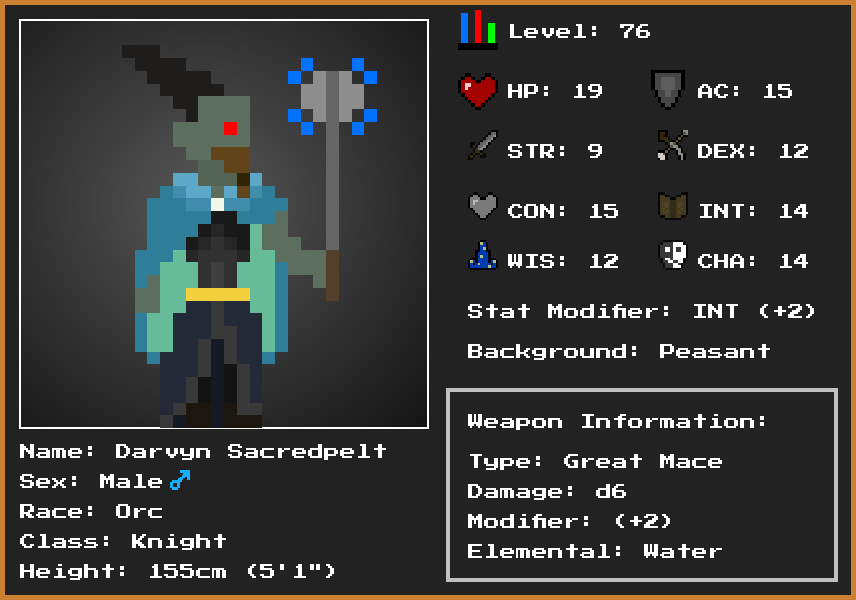 Level: 76
HP: 19
AC: 15
STR: 9
DEX: 12
CON: 15
INT: 14
WIS: 12
CHA: 14
Stat Modifier: INT (+2)
Background: Peasant
Name: Darvyn Sacredpelt
Sex: Male ♂
Race: Orc
Class: Knight
Height: 155cm (5'1")
Weapon Information:
Type: Great Mace
Damage: d6
Modifier: (+2)
Elemental: Water